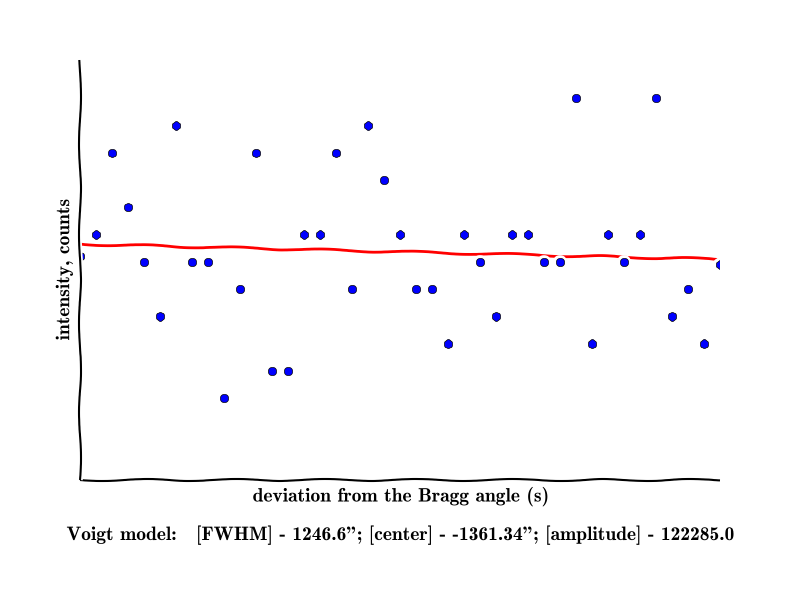 intensity, counts
deviation from the Bragg angle (s)
Voigt model: [FWHM] - 1246.6”; [center] - -1361.34”; [amplitude] - 122285.0